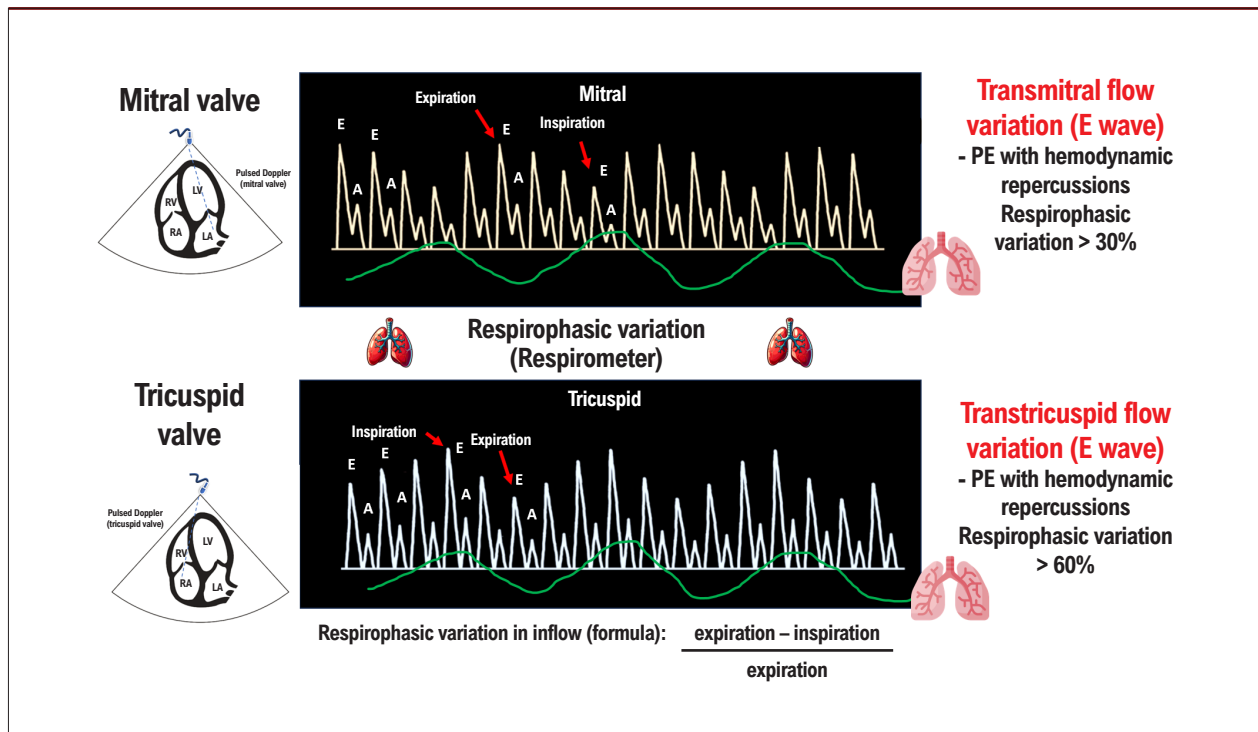 Mitral valve
Pulsed Doppler
(mitral valve)
LV
RV
RA
LA
Mitral
Expiration
Inspiration
E
E
E
E
A
A
A
A
Transmitral flow
variation (E wave)
- PE with hemodynamic
repercussions
Respirophasic
variation > 30%
Respirophasic variation
(Respirometer)
Tricuspid
valve
Pulsed Doppler
(tricuspid valve)
LV
RV
RA
LA
Tricuspid
Inspiration
Expiration
E
E
E
E
A
A
A
A
Transtricuspid flow
variation (E wave)
- PE with hemodynamic
repercussions
Respirophasic variation
> 60%
Respirophasic variation in inflow (formula):
expiration – inspiration
expiration